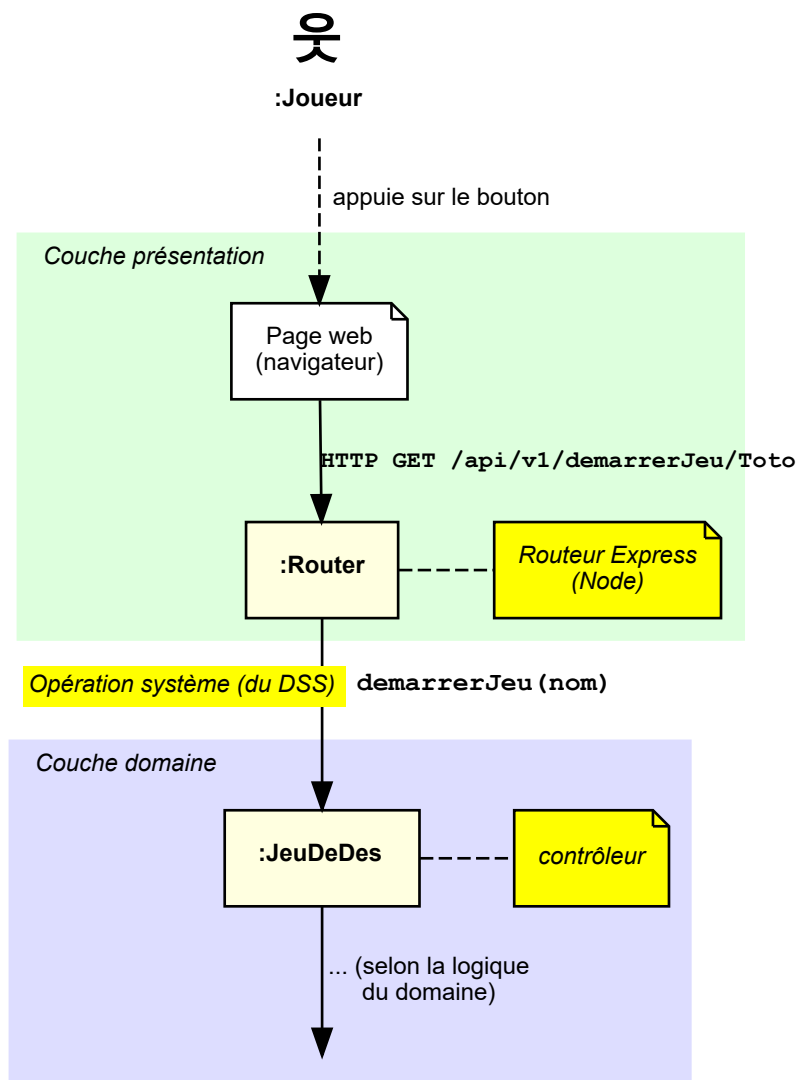 웃
:Joueur
appuie sur le bouton
Couche présentation
Page web
(navigateur)
HTTP GET /api/v1/demarrerJeu/Toto
:Router
Routeur Express
(Node)
Opération système (du DSS) demarrerJeu(nom)
Couche domaine
:JeuDeDes
contrôleur
... (selon la logique
du domaine)